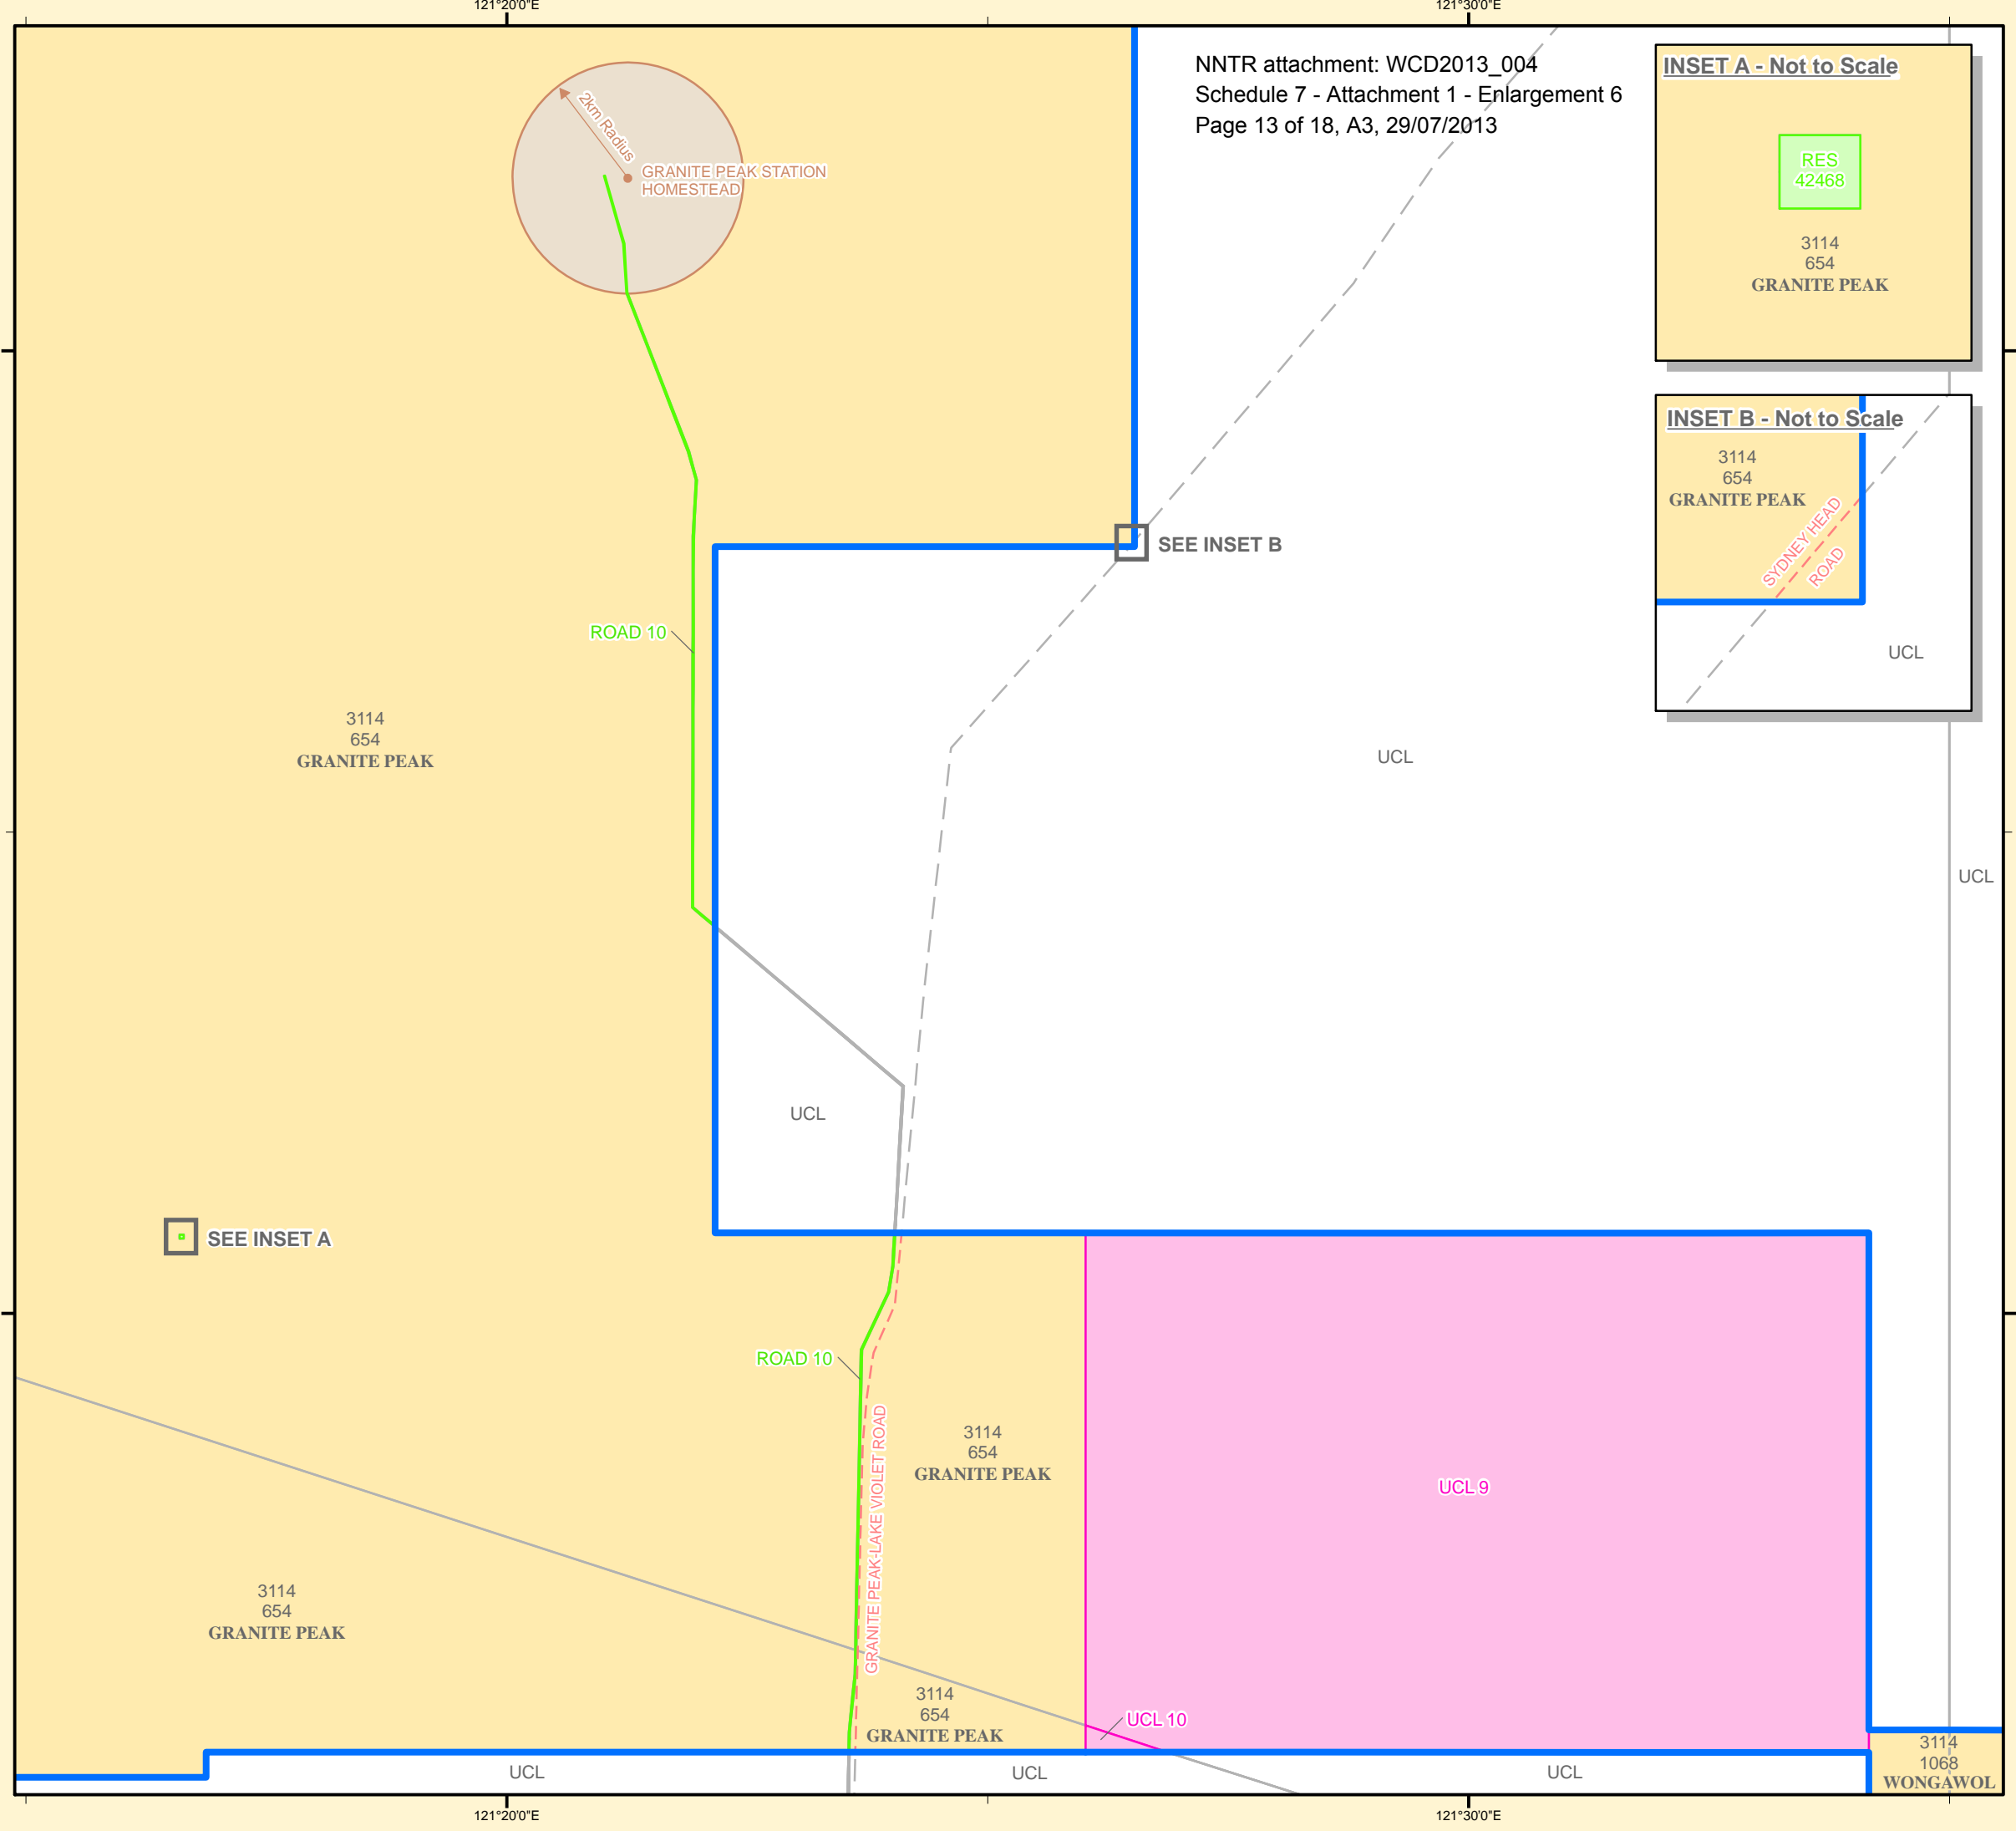 121°20'0"E
121°30'0"E
NNTR attachment: WCD2013_004
Schedule 7 - Attachment 1 - Enlargement 6
Page 13 of 18, A3, 29/07/2013
INSET A - Not to Scale
RES
42468
3114
654
GRANITE PEAK
2km Radius
GRANITE PEAK STATION
HOMESTEAD
INSET B - Not to Scale
3114
654
GRANITE PEAK
SYDNEY HEAD
ROAD
UCL
SEE INSET B
ROAD 10
3114
654
GRANITE PEAK
UCL
UCL
UCL
SEE INSET A
ROAD 10
GRANITE PEAK-LAKE VIOLET ROAD
3114
654
GRANITE PEAK
UCL 9
3114
654
GRANITE PEAK
3114
654
GRANITE PEAK
UCL 10
3114
1068
WONGAWOL
UCL
UCL
UCL
121°20'0"E
121°30'0"E